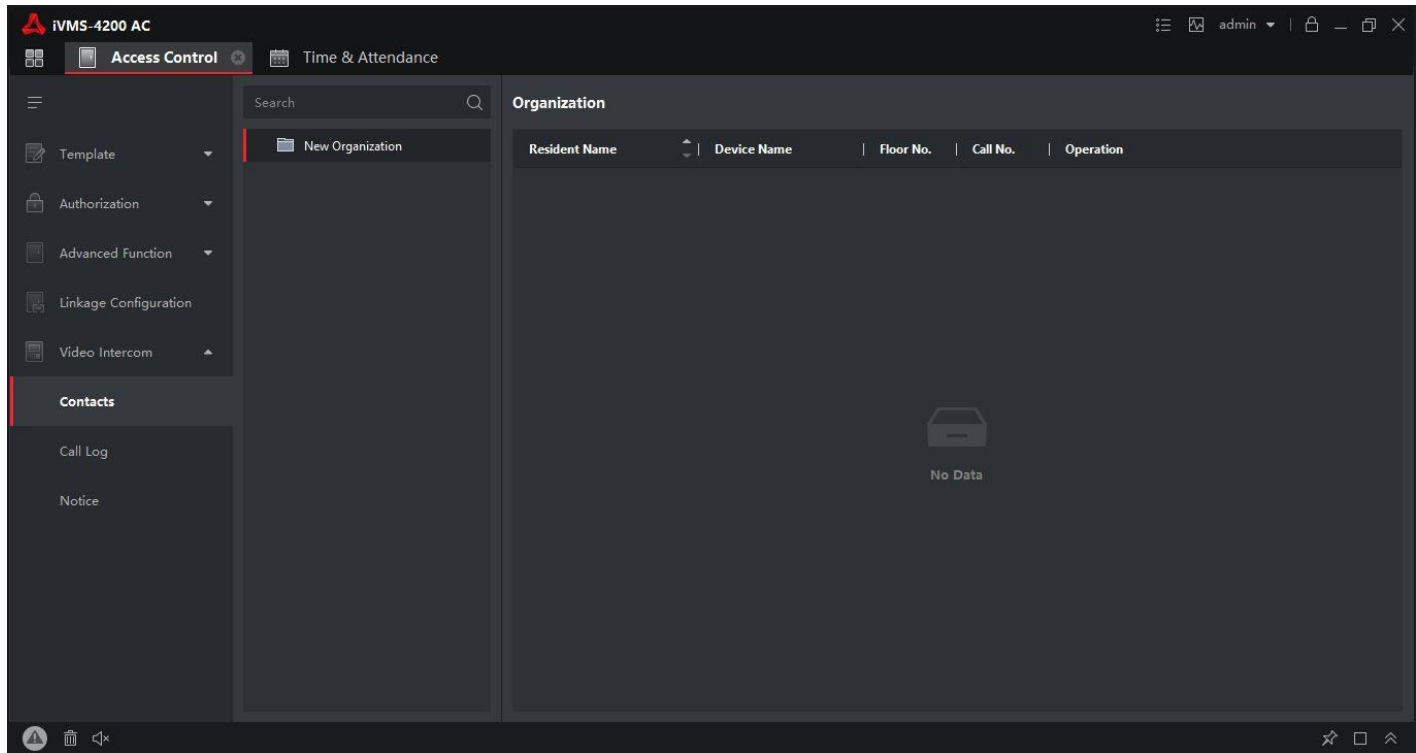 iVMS-4200 AC
admin
Access Control
Time & Attendance
Search
Organization
Template
New Organization
Resident Name
Device Name
Floor No.
Call No.
Operation
Authorization
Advanced Function
Linkage Configuration
Video Intercom
Contacts
Call Log
No Data
Notice